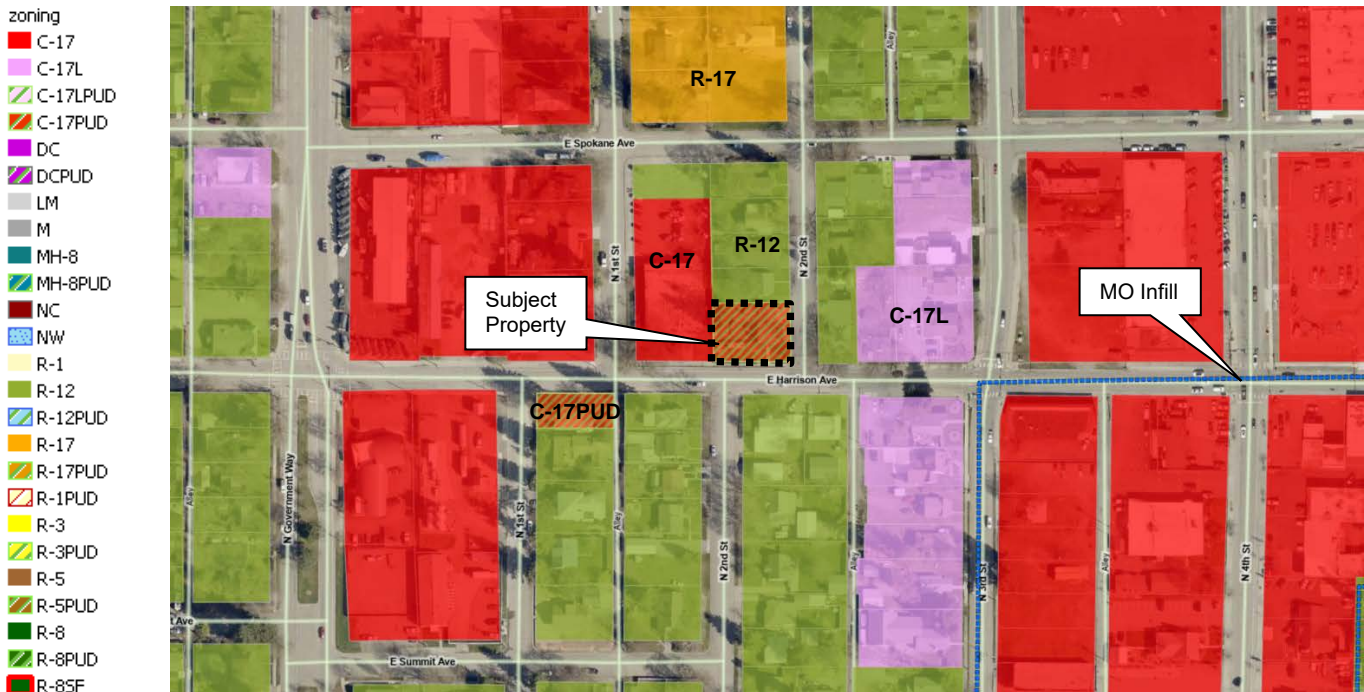 zoning
C-17
C-17L
C-17LPUD
C-17PUD
DC
DCPUD
LM
M
MH-8
MH-8PUD
NC
NW
R-1
R-12
R-12PUD
R-17
R-17PUD
R-1PUD
R-3
R-3PUD
R-5
R-5PUD
R-8
R-8PUD
R-8SF
Alley
R-17
E Spokane Ave
N 1st St
C-17
R-12
N 2nd St
Subject
Property
C-17L
MO Infill
E Harrison Ave
C-17PUD
N Government Way
Alley
N 1st St
Alley
N 2nd St
Alley
N 3rd St
Alley
N 4th St
t Ave
E Summit Ave